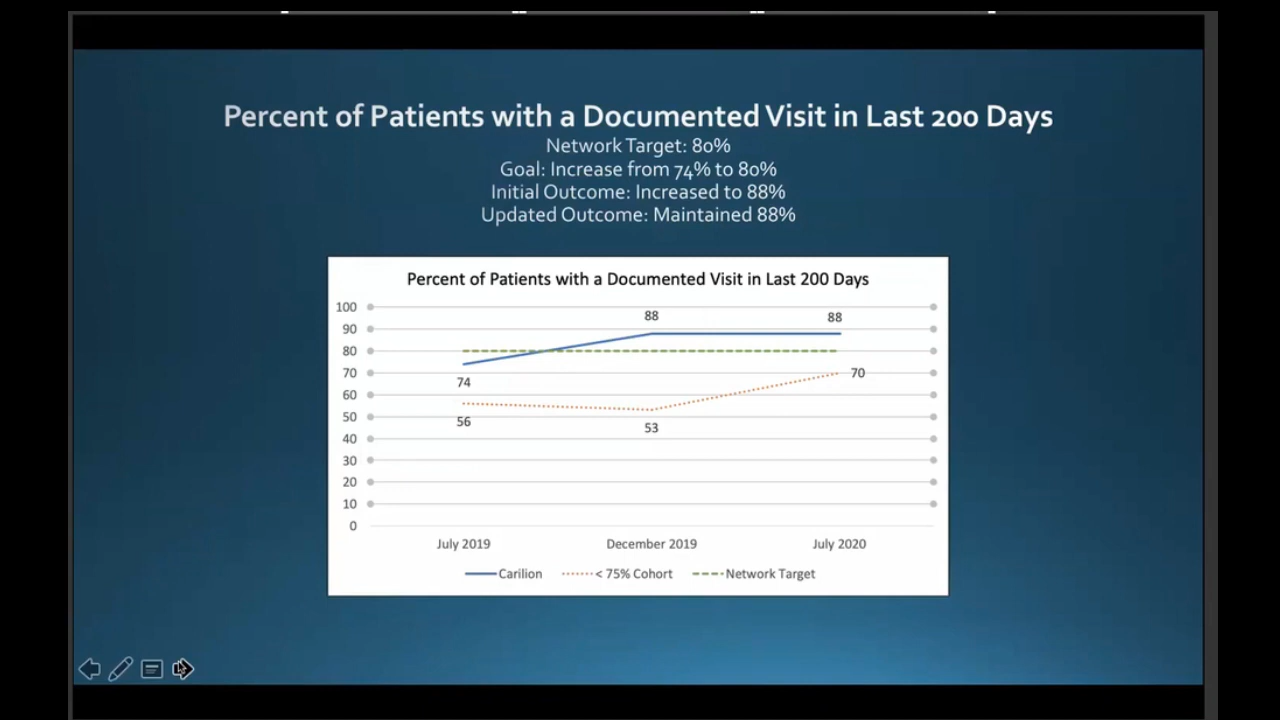 Percent of Patients with a Documented Visit in Last 200 Days
Network Target: 80%
Goal: Increase from 74% to 80%
Initial Outcome: Increased to 88%
Updated Outcome: Maintained 88%
Percent of Patients with a Documented Visit in Last 200 Days
100
90
80
70
60
50
40
30
20
10
0
88
88
74
70
56
53
July 2019
December 2019
July 2020
Carilion
< 75% Cohort
Network Target